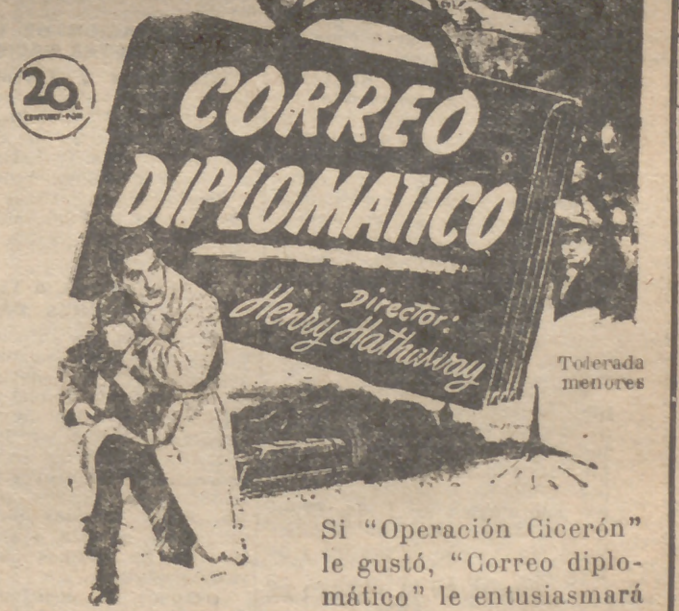 20th
CENTURY-FOX
CORREO
DIPLOMATICO
Director:
Henry Hathaway
Tolerada
menores
Si "Operación Cicerón"
le gustó, "Correo diplo-
mático" le entusiasmará